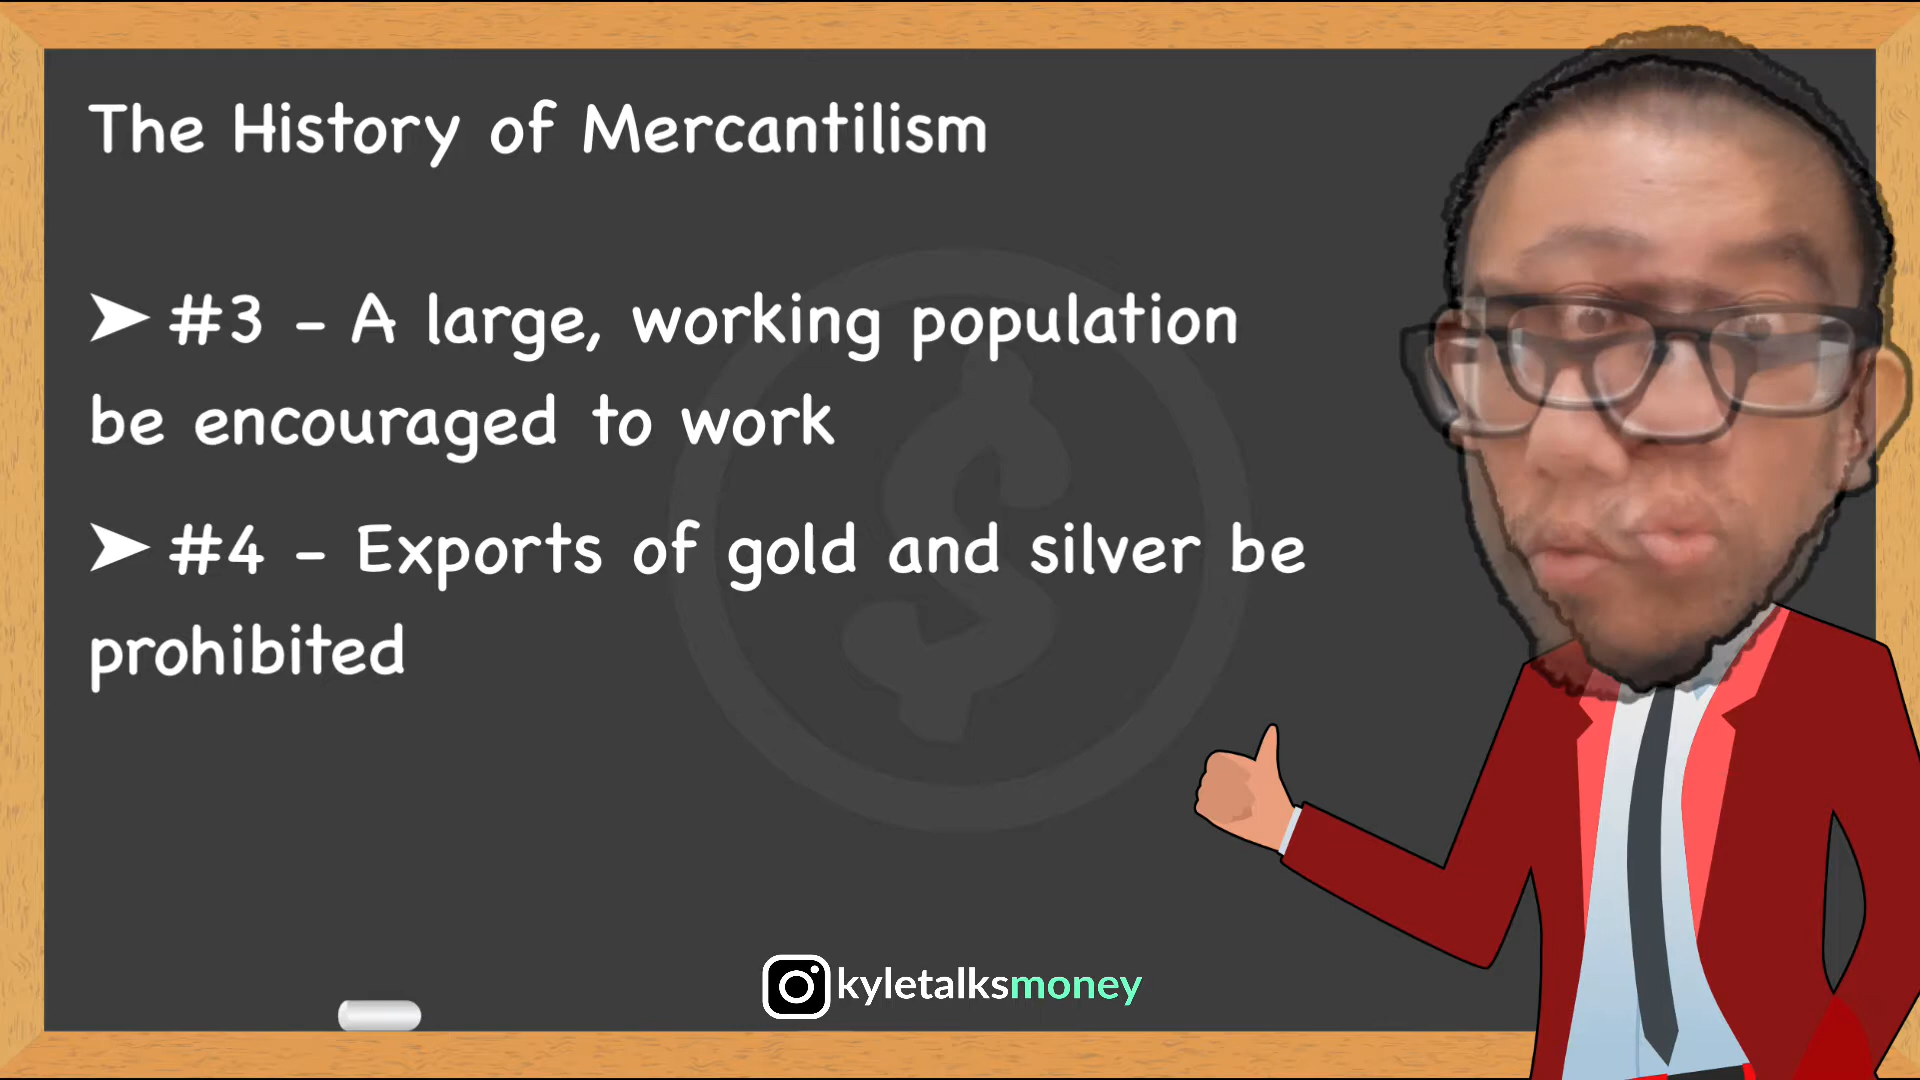 The History of Mercantilism
➤ #3 - A large, working population
be encouraged to work
➤ #4 - Exports of gold and silver be
prohibited
kyletalksmoney